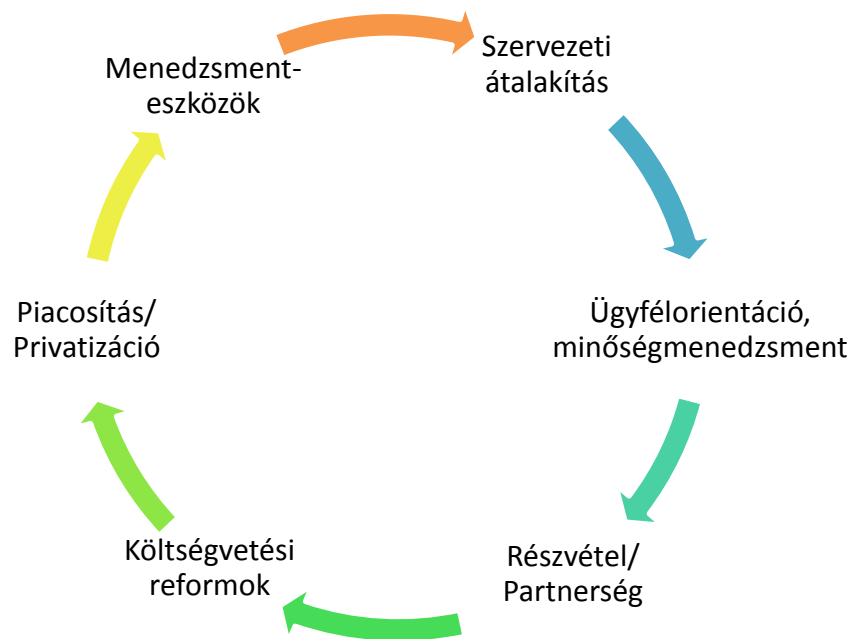 Menedzsment-
eszközök
Szervezeti
átalakítás
Ügyfélorientáció,
minőségmenedzsment
Részvétel/
Partnerség
Költségvetési
reformok
Piacosítás/
Privatizáció